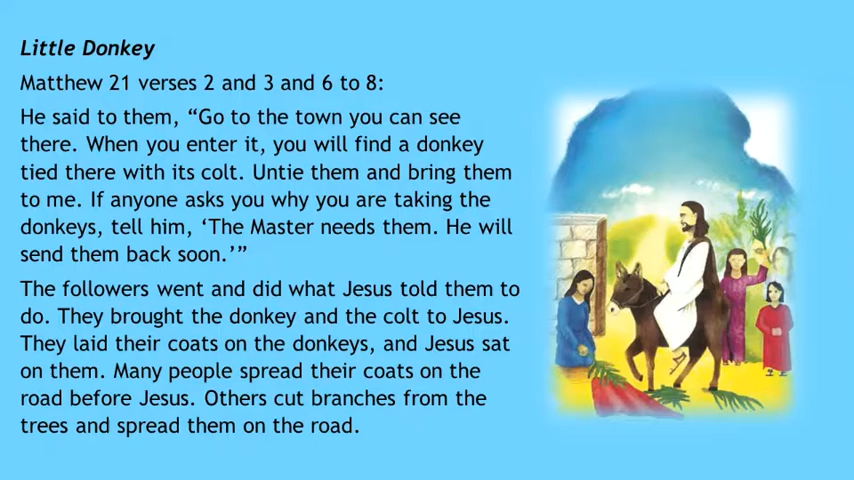 Little Donkey
Matthew 21 verses 2 and 3 and 6 to 8:
He said to them, “Go to the town you can see
there. When you enter it, you will find a donkey
tied there with its colt. Untie them and bring them
to me. If anyone asks you why you are taking the
donkeys, tell him, ‘The Master needs them. He will
send them back soon.’”
The followers went and did what Jesus told them to
do. They brought the donkey and the colt to Jesus.
They laid their coats on the donkeys, and Jesus sat
on them. Many people spread their coats on the
road before Jesus. Others cut branches from the
trees and spread them on the road.